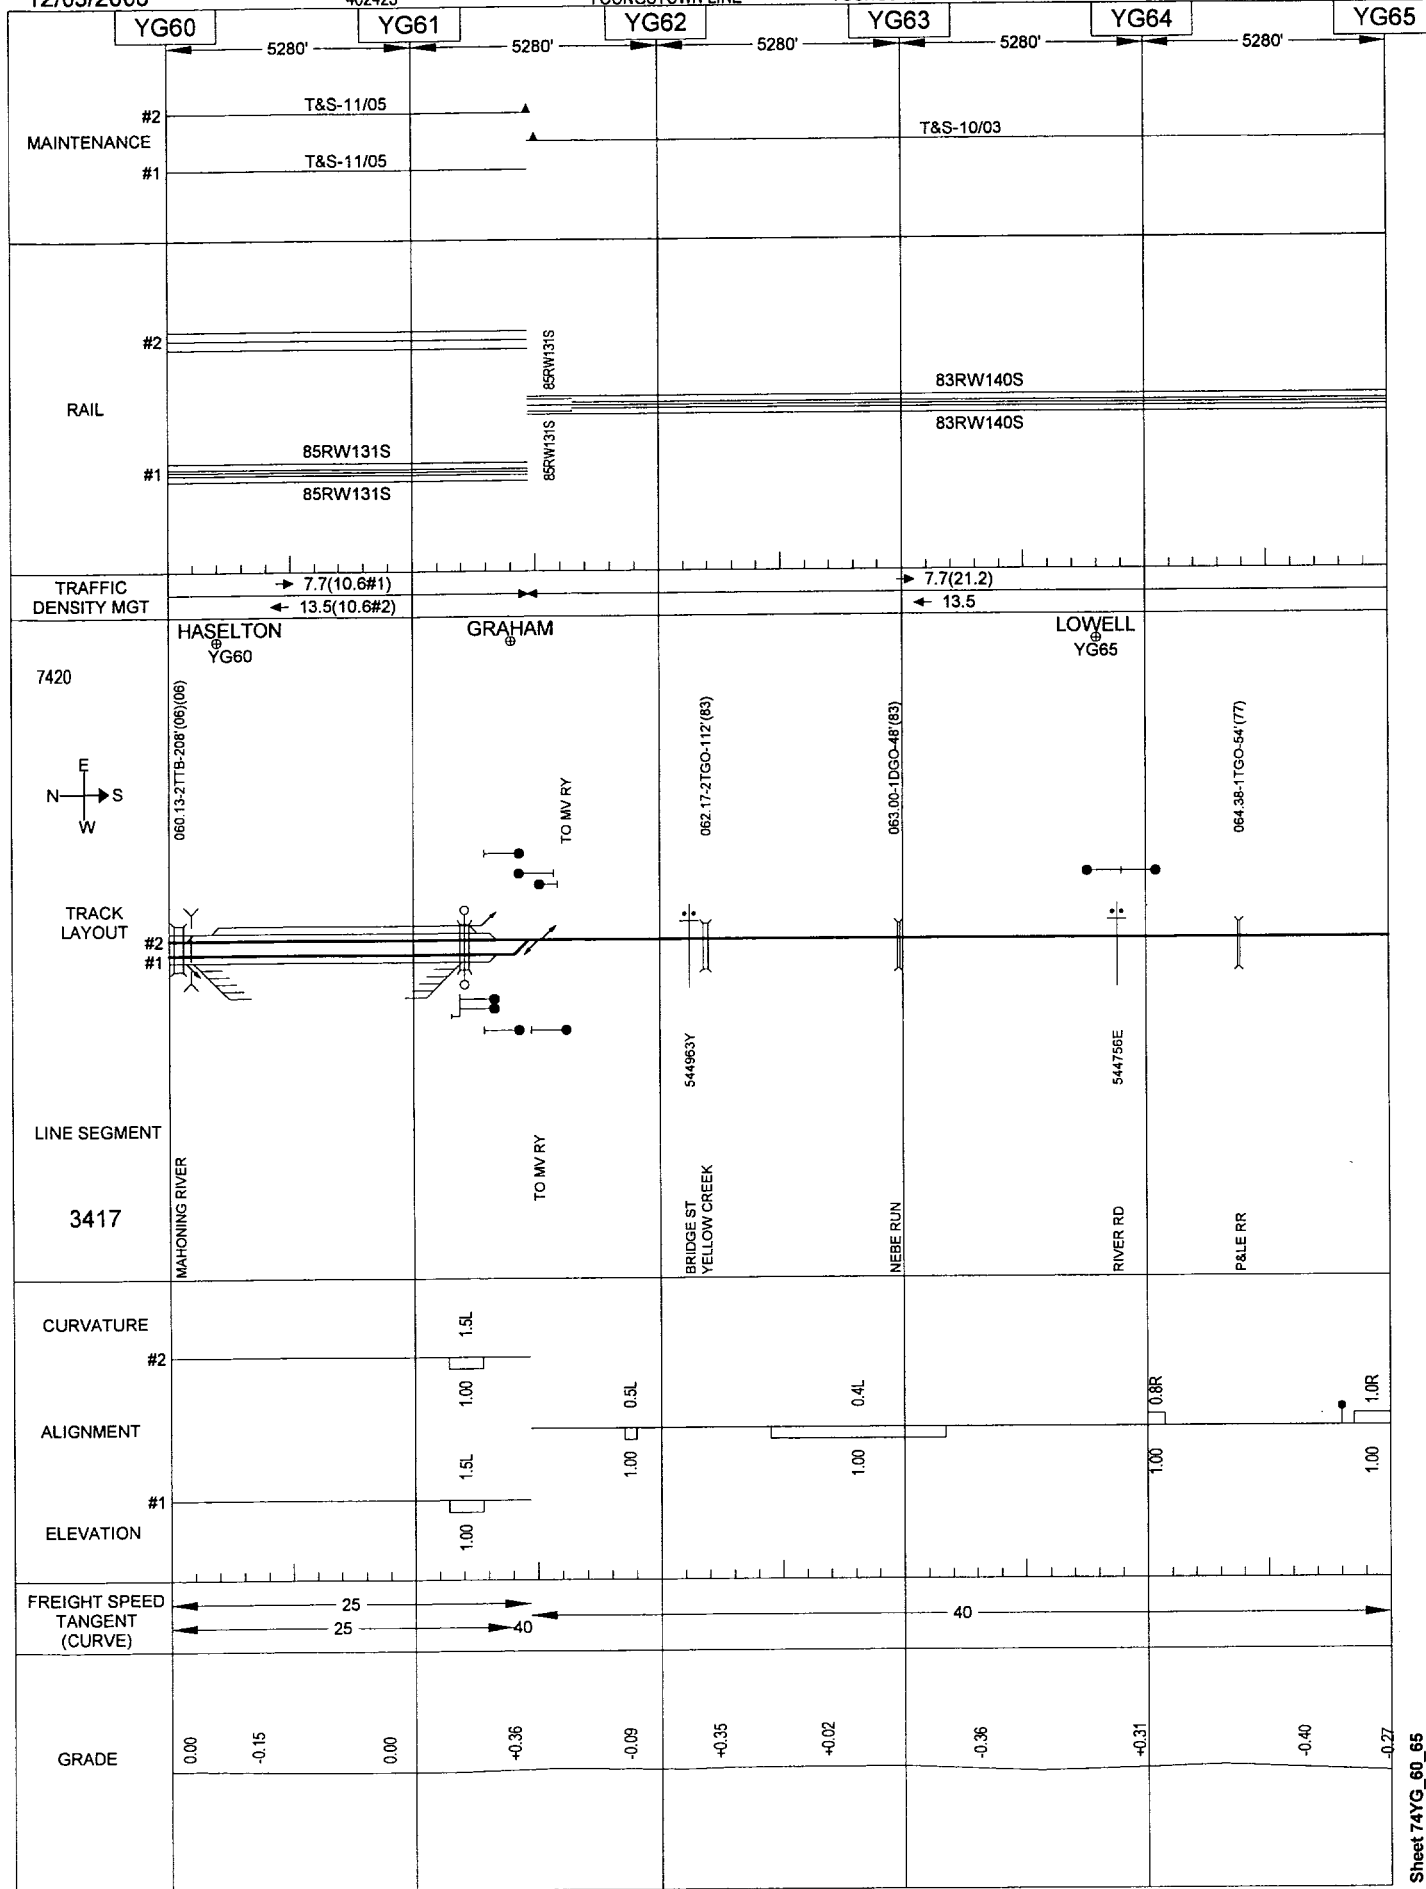 YG60 YG61 YG62 YG63 YG64 YG65
5280' 5280' 5280' 5280' 5280'
MAINTENANCE
#2 T&S-11/05
T&S-10/03
#1 T&S-11/05
RAIL
#2
85RW131S
83RW140S
83RW140S
85RW131S
#1 85RW131S
85RW131S
TRAFFIC
DENSITY MGT
7.7(10.6#1)
13.5(10.6#2)
7.7(21.2)
13.5
HASELTON
YG60
GRAHAM
LOWELL
YG65
7420
E
N S
W
060.13-2TTB-208'(06)(06)
TO MV RY
062.17-2TGO-112'(83)
063.00-1DGO-48'(83)
064.38-1TGO-54'(77)
TRACK
LAYOUT
#2
#1
544963Y
544756E
LINE SEGMENT
3417
MAHONING RIVER
TO MV RY
BRIDGE ST
YELLOW CREEK
NEBE RUN
RIVER RD
P&LE RR
CURVATURE
#2
1.5L
1.00
ALIGNMENT
0.5L
1.00
0.4L
1.00
0.8R
1.00
1.0R
1.00
#1
1.5L
1.00
ELEVATION
FREIGHT SPEED
TANGENT
(CURVE)
25
25
40
40
GRADE
0.00 -0.15 0.00 +0.36 -0.09 +0.35 +0.02 -0.36 +0.31 -0.40 -0.27
Sheet 74YG_60_65